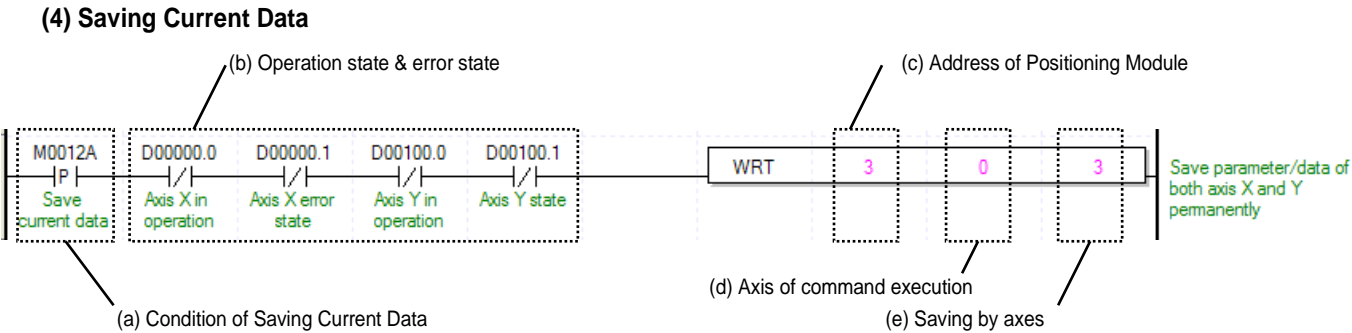 (4) Saving Current Data
(b) Operation state & error state
(c) Address of Positioning Module
M0012A D00000.0 D00000.1 D00100.0 D00100.1
P
WRT 3 0 3
Save
current data
Axis X in
operation
Axis X error
state
Axis Y in
operation
Axis Y state
Save parameter/data of
both axis X and Y
permanently
(d) Axis of command execution
(a) Condition of Saving Current Data
(e) Saving by axes